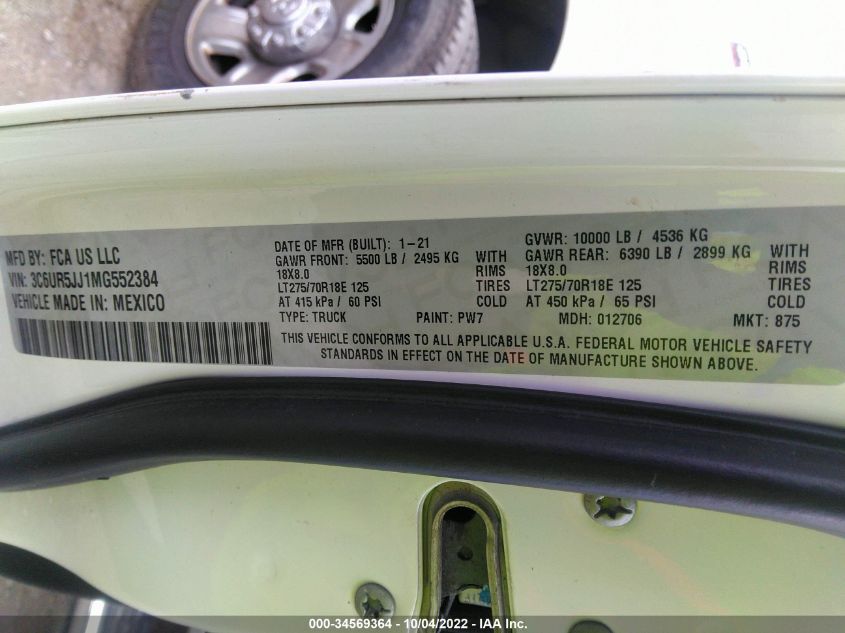 MFD BY: FCA US LLC
VIN: 3C6UR5JJ1MG552384
VEHICLE MADE IN: MEXICO
DATE OF MFR (BUILT): 1-21
GAWR FRONT: 5500 LB / 2495 KG WITH
18X8.0 RIMS
LT275/70R18E 125 TIRES
AT 415 kPa / 60 PSI COLD
TYPE: TRUCK PAINT: PW7
GVWR: 10000 LB / 4536 KG
GAWR REAR: 6390 LB / 2899 KG WITH
18X8.0 RIMS
LT275/70R18E 125 TIRES
AT 450 kPa / 65 PSI COLD
MDH: 012706 MKT: 875
THIS VEHICLE CONFORMS TO ALL APPLICABLE U.S.A. FEDERAL MOTOR VEHICLE SAFETY
STANDARDS IN EFFECT ON THE DATE OF MANUFACTURE SHOWN ABOVE.
000-34569364 - 10/04/2022 - IAA Inc.